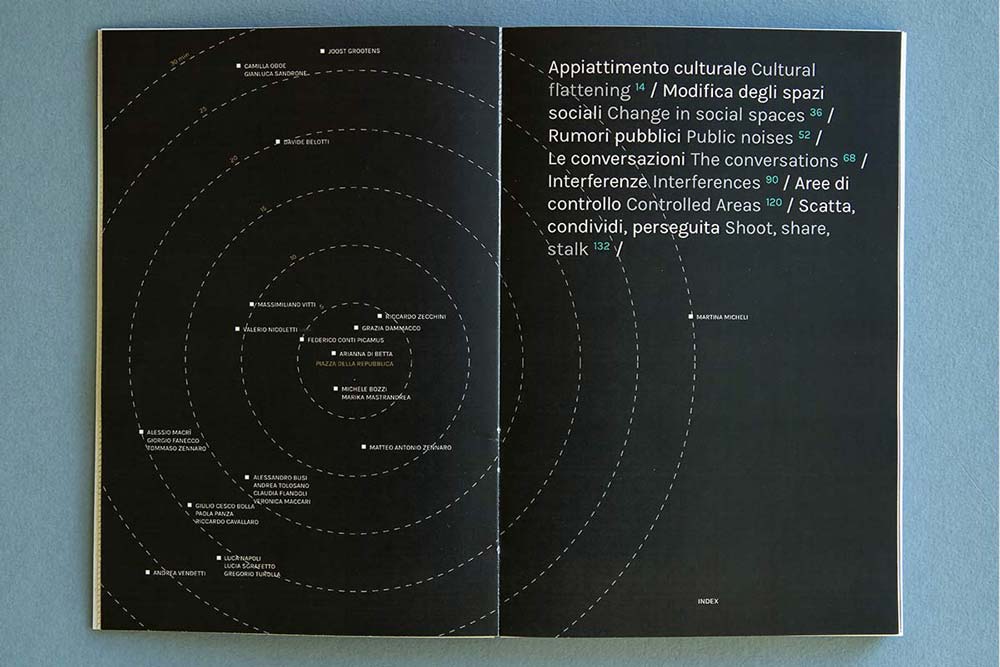 30 min
JOOST GROOTENS
CAMILLA OBOE
GIANLUCA SANDRONE
25
DAVIDE BELOTTI
20
15
10
MASSIMILIANO VITTI
RICCARDO ZECCHINI
VALERIO NICOLETTI
GRAZIA DAMMACCO
FEDERICO CONTI PICAMUS
ARIANNA DI BETTA
PIAZZA DELLA REPUBBLICA
MICHELE BOZZI
MARIKA MASTRANDREA
ALESSIO MACRÌ
GIORGIO FANECCO
TOMMASO ZENNARO
MATTEO ANTONIO ZENNARO
ALESSANDRO BUSI
ANDREA TOLOSANO
CLAUDIA FLANDOLI
VERONICA MACCARI
GIULIO CESCO BOLLA
PAOLA PANZA
RICCARDO CAVALLARO
LUCA NAPOLI
LUCIA SGRAFETTO
GREGORIO TUROLLA
ANDREA VENDETTI
Appiattimento culturale Cultural
flattening 14 / Modifica degli spazi
sociali Change in social spaces 36 /
Rumori pubblici Public noises 52 /
Le conversazioni The conversations 68 /
Interferenze Interferences 90 / Aree di
controllo Controlled Areas 120 / Scatta,
condividi, perseguita Shoot, share,
stalk 132 /
MARTINA MICHELI
INDEX